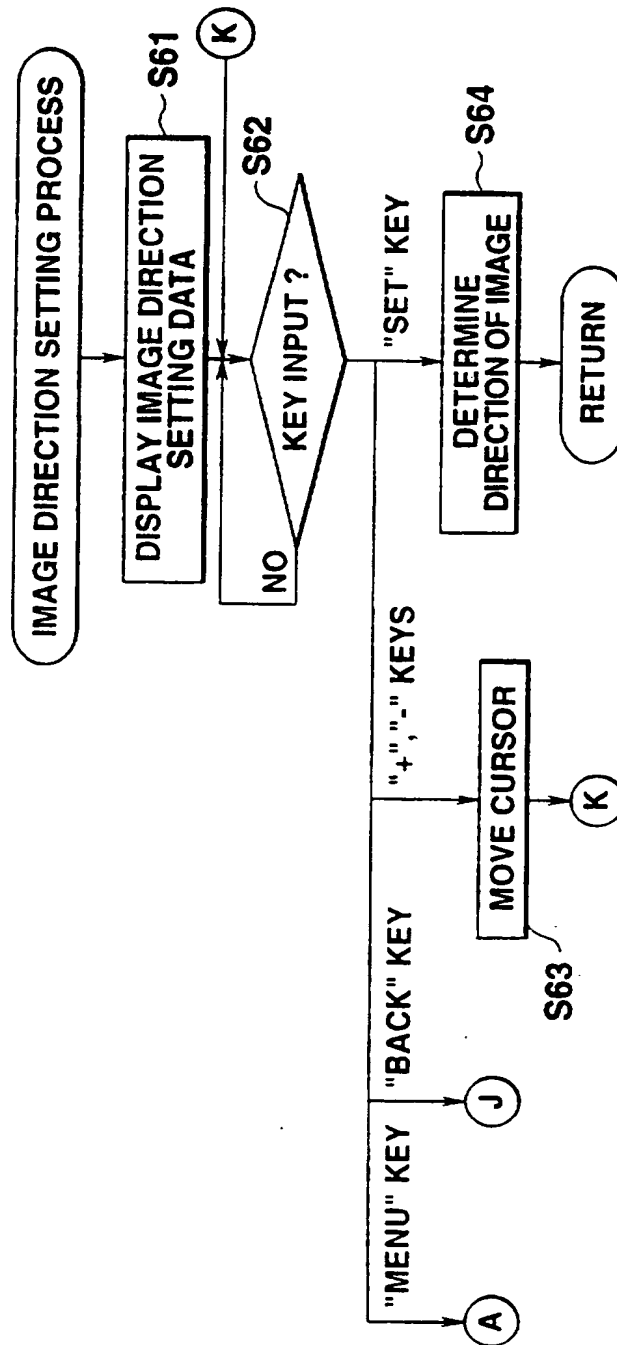 IMAGE DIRECTION SETTING PROCESS
DISPLAY IMAGE DIRECTION
SETTING DATA
S61
K
KEY INPUT ?
S62
NO
"MENU" KEY
"BACK" KEY
"+","-" KEYS
"SET" KEY
A
J
MOVE CURSOR
S63
K
DETERMINE
DIRECTION OF IMAGE
S64
RETURN